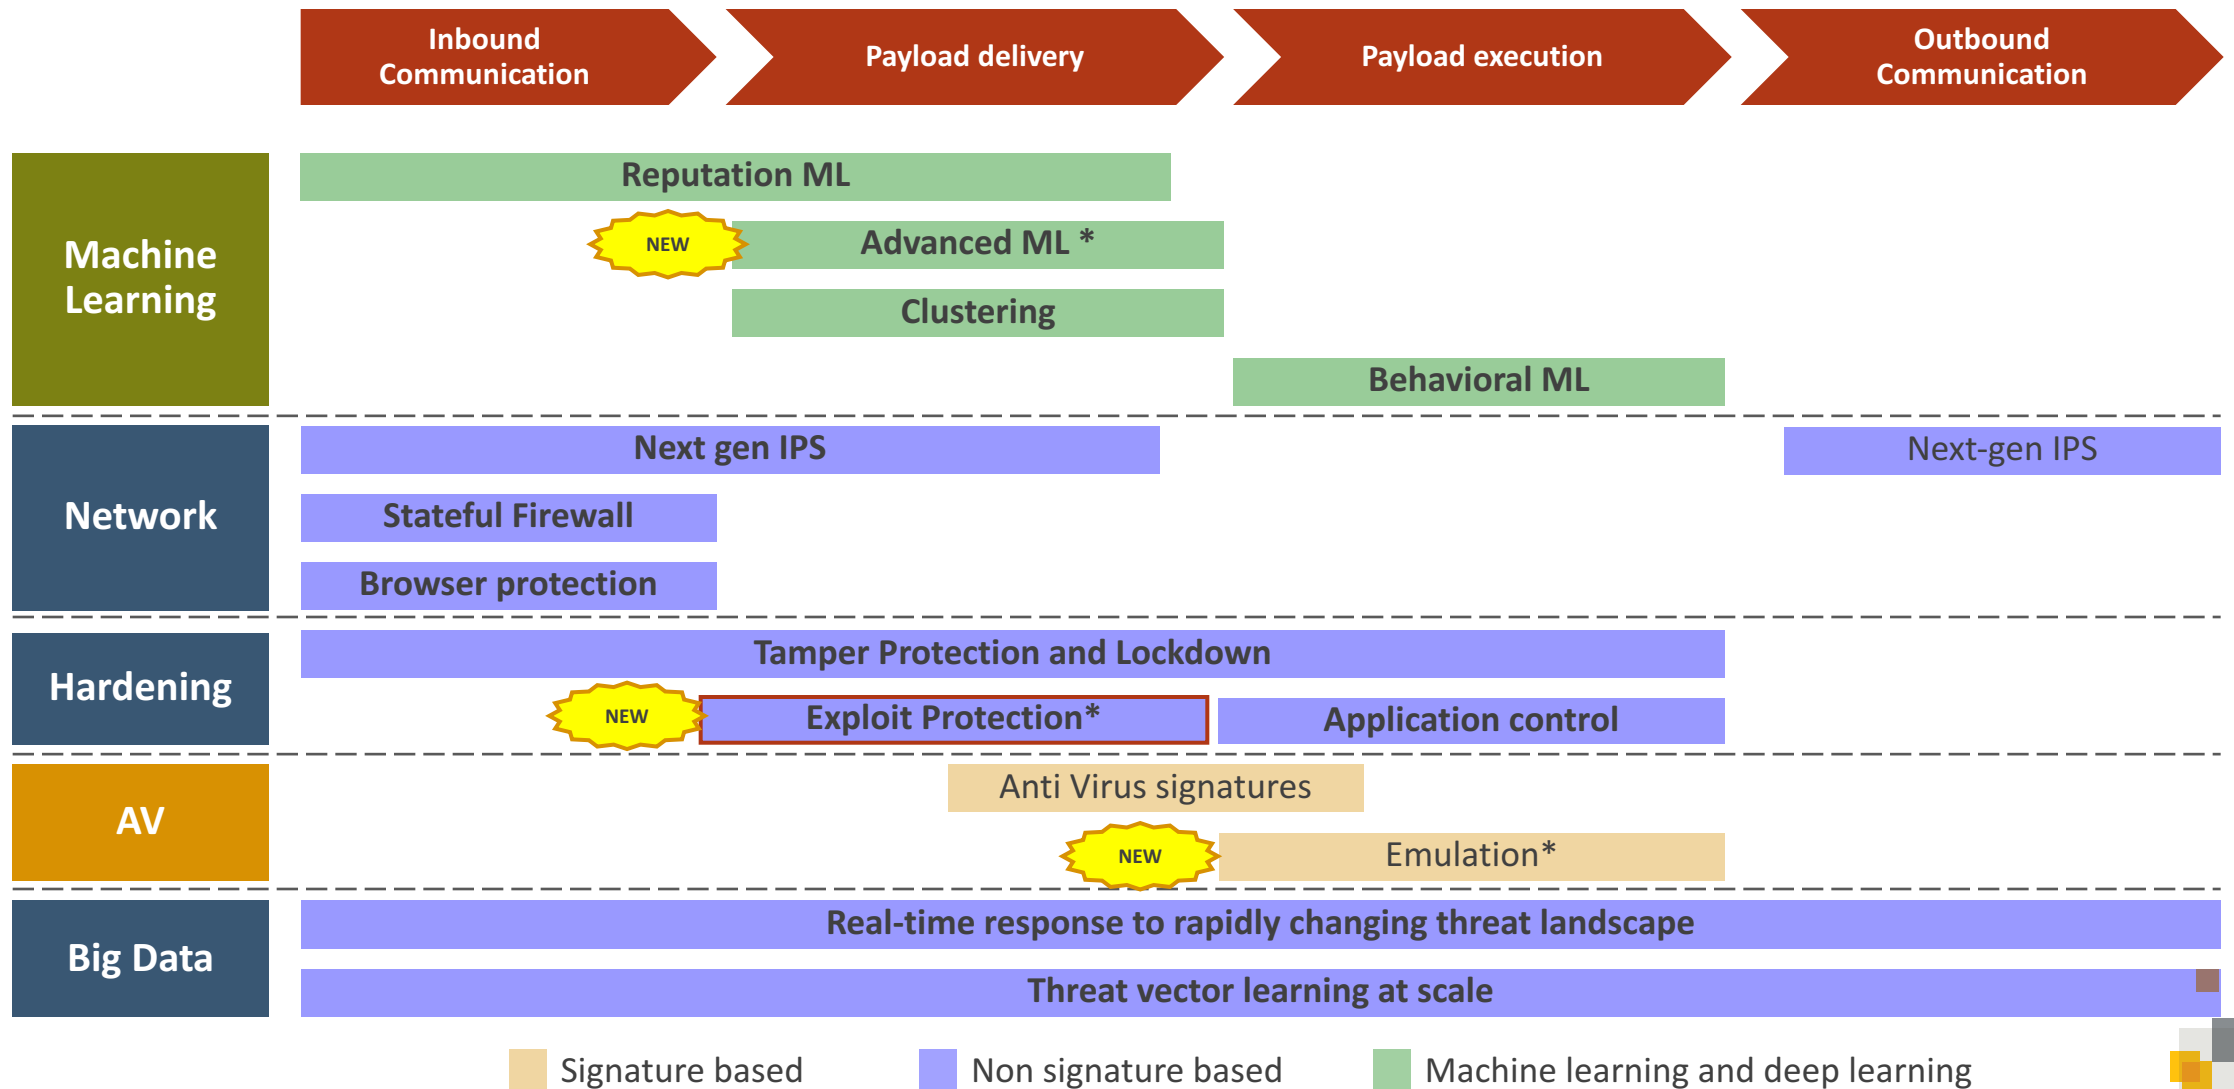 Inbound
Communication
Payload delivery
Payload execution
Outbound
Communication
Machine
Learning
Reputation ML
NEW
Advanced ML *
Clustering
Behavioral ML
Network
Next gen IPS
Next-gen IPS
Stateful Firewall
Browser protection
Hardening
Tamper Protection and Lockdown
NEW
Exploit Protection*
Application control
AV
Anti Virus signatures
NEW
Emulation*
Big Data
Real-time response to rapidly changing threat landscape
Threat vector learning at scale
Signature based
Non signature based
Machine learning and deep learning